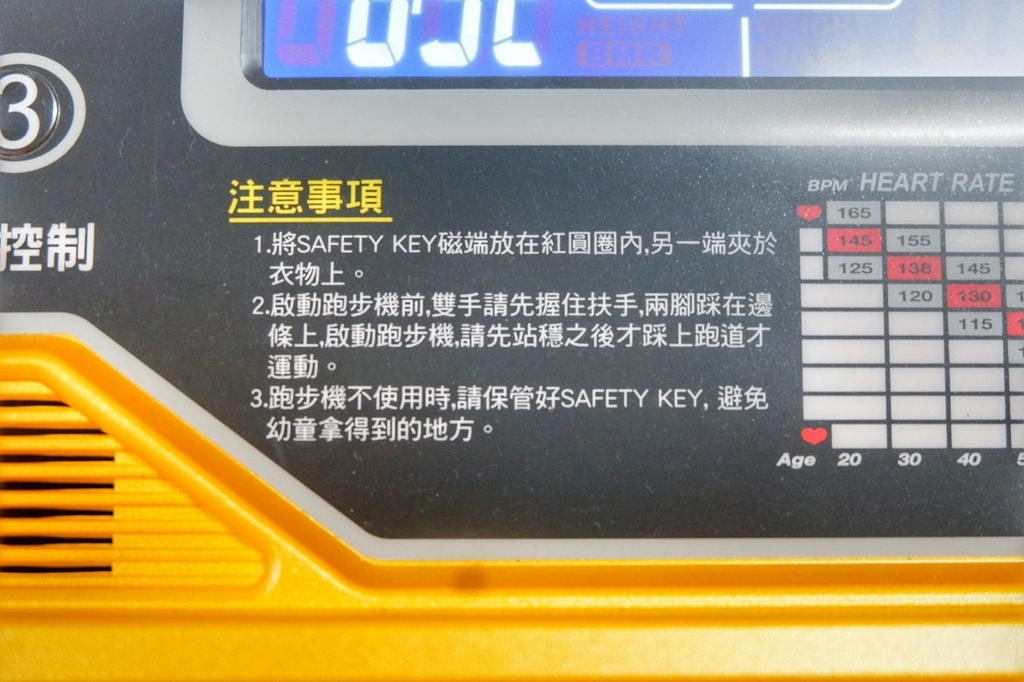 HEIGHT
BMR
3
控制
注意事項
1.將SAFETY KEY磁端放在紅圓圈內,另一端夾於
衣物上。
2.啟動跑步機前,雙手請先握住扶手,兩腳踩在邊
條上,啟動跑步機,請先站穩之後才踩上跑道才
運動。
3.跑步機不使用時,請保管好SAFETY KEY, 避免
幼童拿得到的地方。
BPM HEART RATE
165
145 155
125 138 145
120 130
115
Age 20 30 40